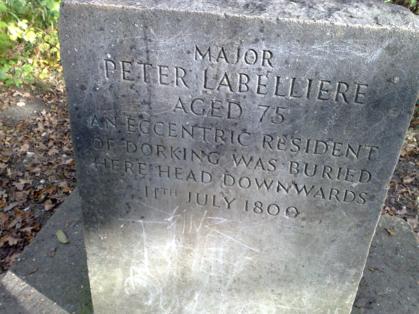 MAJOR
PETER LABELLIERE
AGED 75
AN ECCENTRIC RESIDENT
OF DORKING WAS BURIED
HERE HEAD DOWNWARDS
11TH JULY 1800